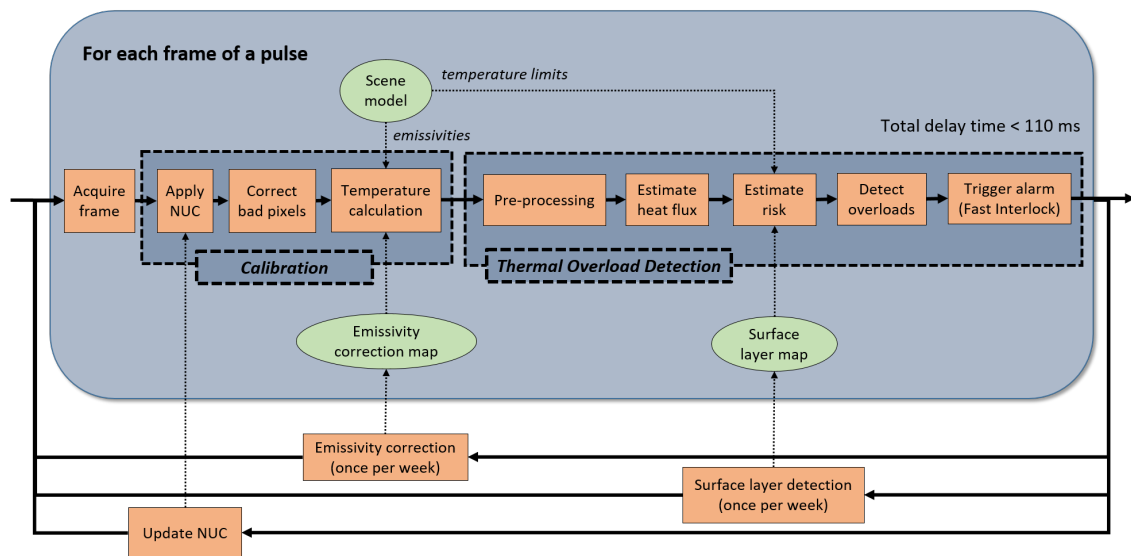 For each frame of a pulse
Scene
model
temperature limits
emissivities
Total delay time < 110 ms
Acquire
frame
Apply
NUC
Correct
bad pixels
Temperature
calculation
Pre-processing
Estimate
heat flux
Estimate
risk
Detect
overloads
Trigger alarm
(Fast Interlock)
Calibration
Thermal Overload Detection
Emissivity
correction map
Surface
layer map
Emissivity correction
(once per week)
Surface layer detection
(once per week)
Update NUC